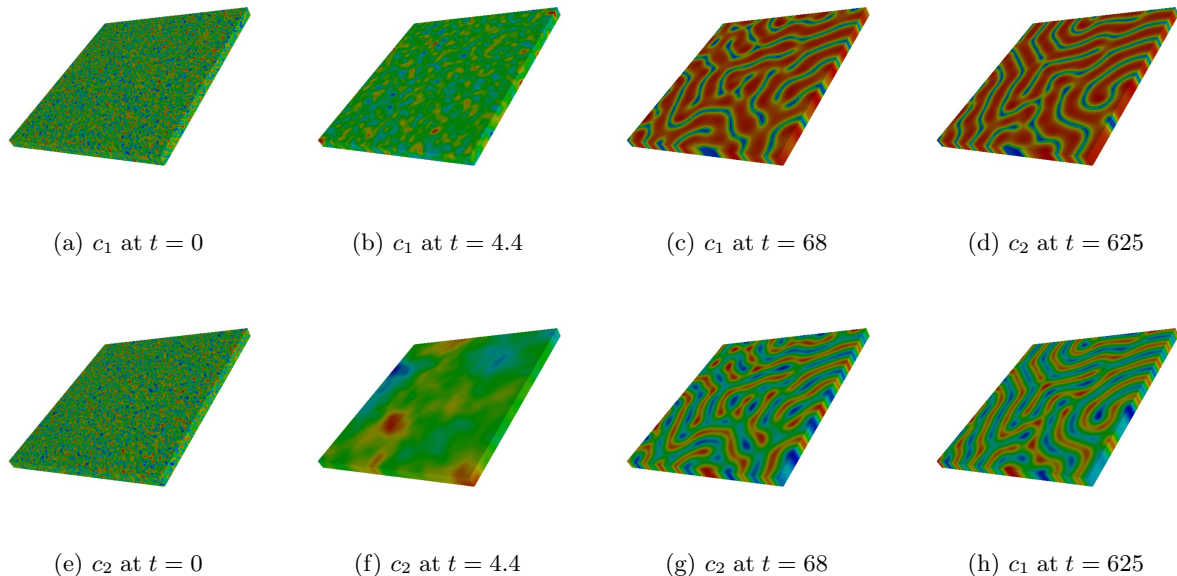 (a) c₁ at t = 0
(b) c₁ at t = 4.4
(c) c₁ at t = 68
(d) c₂ at t = 625
(e) c₂ at t = 0
(f) c₂ at t = 4.4
(g) c₂ at t = 68
(h) c₁ at t = 625